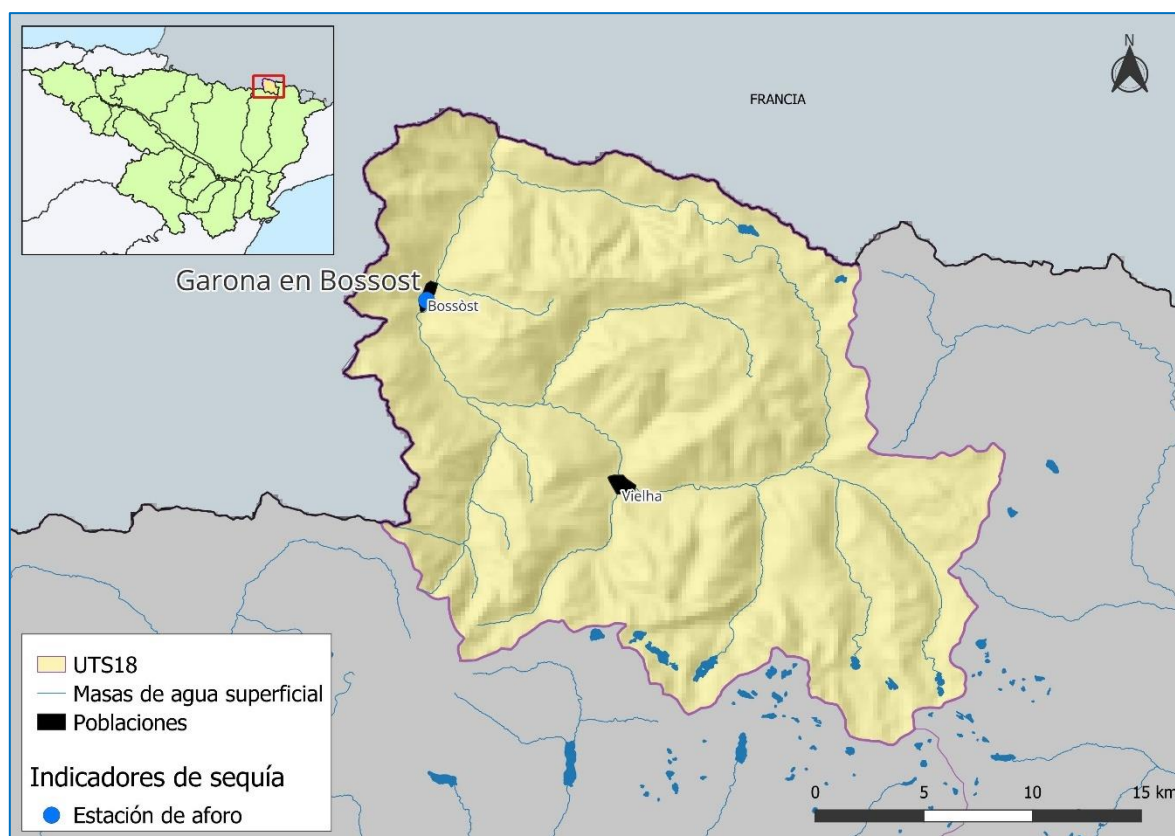 N
FRANCIA
Garona en Bossost
Bossòst
Vielha
UTS18
Masas de agua superficial
Poblaciones
Indicadores de sequía
Estación de aforo
0 5 10 15 km